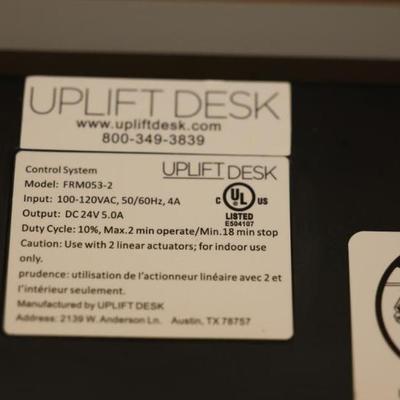 UPLIFT DESK
www.upliftdesk.com
800-349-3839
Control System
UPLIFT DESK
Model: FRM053-2
Input: 100-120VAC, 50/60Hz, 4A
C UL US
LISTED
E504107
Output: DC 24V 5.0A
Duty Cycle: 10%, Max.2 min operate/Min.18 min stop
Caution: Use with 2 linear actuators; for indoor use
only.
prudence: utilisation de l'actionneur linéaire avec 2 et
l'intérieur seulement.
Manufactured by UPLIFT DESK
Address: 2139 W. Anderson Ln. Austin, TX 78757